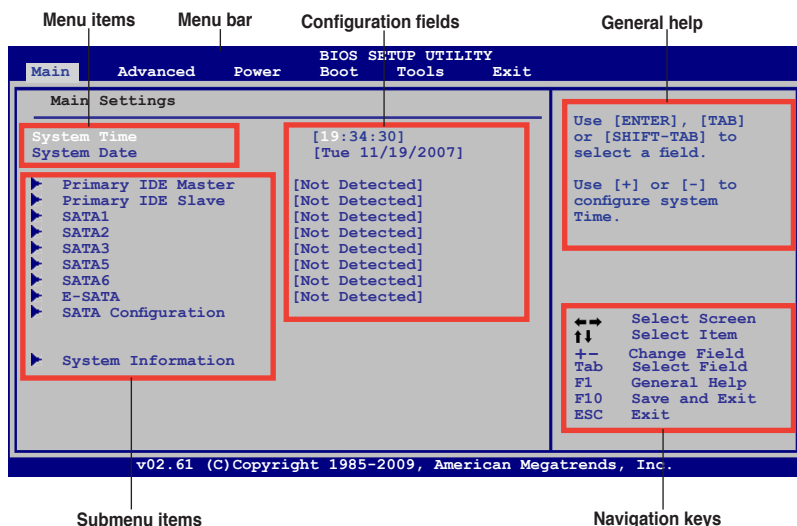 Menu items Menu bar Configuration fields General help
BIOS SETUP UTILITY
Main Advanced Power Boot Tools Exit
Main Settings
System Time [19:34:30]
System Date [Tue 11/19/2007]
Primary IDE Master [Not Detected]
Primary IDE Slave [Not Detected]
SATA1 [Not Detected]
SATA2 [Not Detected]
SATA3 [Not Detected]
SATA5 [Not Detected]
SATA6 [Not Detected]
E-SATA [Not Detected]
SATA Configuration
System Information
Use [ENTER], [TAB]
or [SHIFT-TAB] to
select a field.
Use [+] or [-] to
configure system
Time.
←→ Select Screen
↑↓ Select Item
+- Change Field
Tab Select Field
F1 General Help
F10 Save and Exit
ESC Exit
v02.61 (C)Copyright 1985-2009, American Megatrends, Inc.
Submenu items Navigation keys